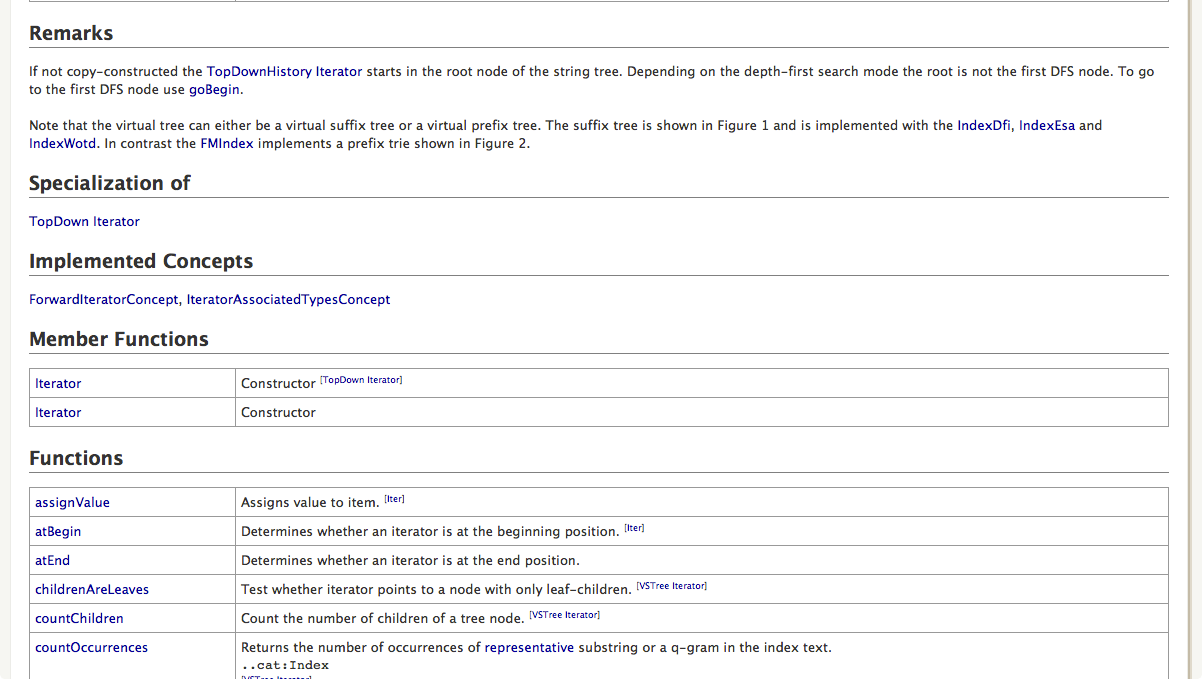 Remarks
If not copy-constructed the TopDownHistory Iterator starts in the root node of the string tree. Depending on the depth-first search mode the root is not the first DFS node. To go
to the first DFS node use goBegin.
Note that the virtual tree can either be a virtual suffix tree or a virtual prefix tree. The suffix tree is shown in Figure 1 and is implemented with the IndexDfi, IndexEsa and
IndexWotd. In contrast the FMIndex implements a prefix trie shown in Figure 2.
Specialization of
TopDown Iterator
Implemented Concepts
ForwardIteratorConcept, IteratorAssociatedTypesConcept
Member Functions
Iterator Constructor [TopDown Iterator]
Iterator Constructor
Functions
assignValue Assigns value to item. [Iter]
atBegin Determines whether an iterator is at the beginning position. [Iter]
atEnd Determines whether an iterator is at the end position.
childrenAreLeaves Test whether iterator points to a node with only leaf-children. [VSTree Iterator]
countChildren Count the number of children of a tree node. [VSTree Iterator]
countOccurrences Returns the number of occurrences of representative substring or a q-gram in the index text.
..cat:Index
[VSTree Iterator]